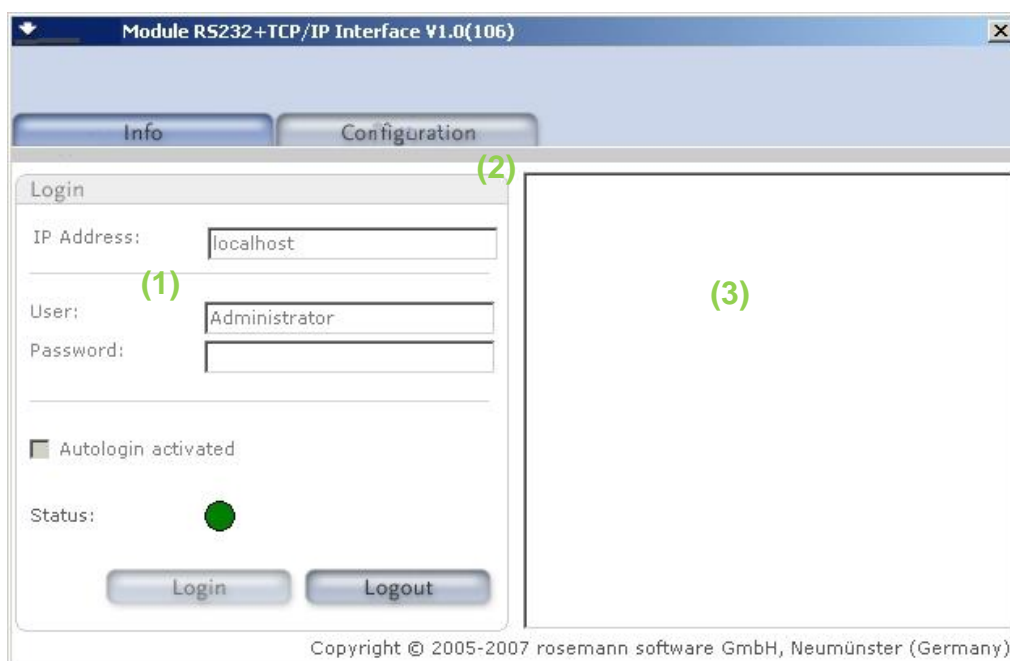 Module RS232+TCP/IP Interface V1.0(106)
Info Configuration
(2)
Login
IP Address: localhost
(1)
(3)
User: Administrator
Password:
Autologin activated
Status:
Login Logout
Copyright © 2005-2007 rosemann software GmbH, Neumünster (Germany)